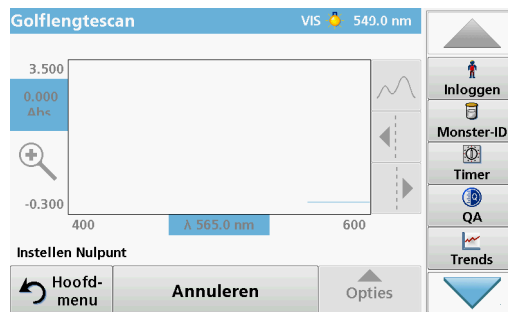 Golflengtescan VIS 549.0 nm
3.500
0.000
Abs
-0.300
400 λ 565.0 nm 600
Instellen Nulpunt
Hoofd-
menu
Annuleren
Opties
Inloggen
Monster-ID
Timer
QA
Trends